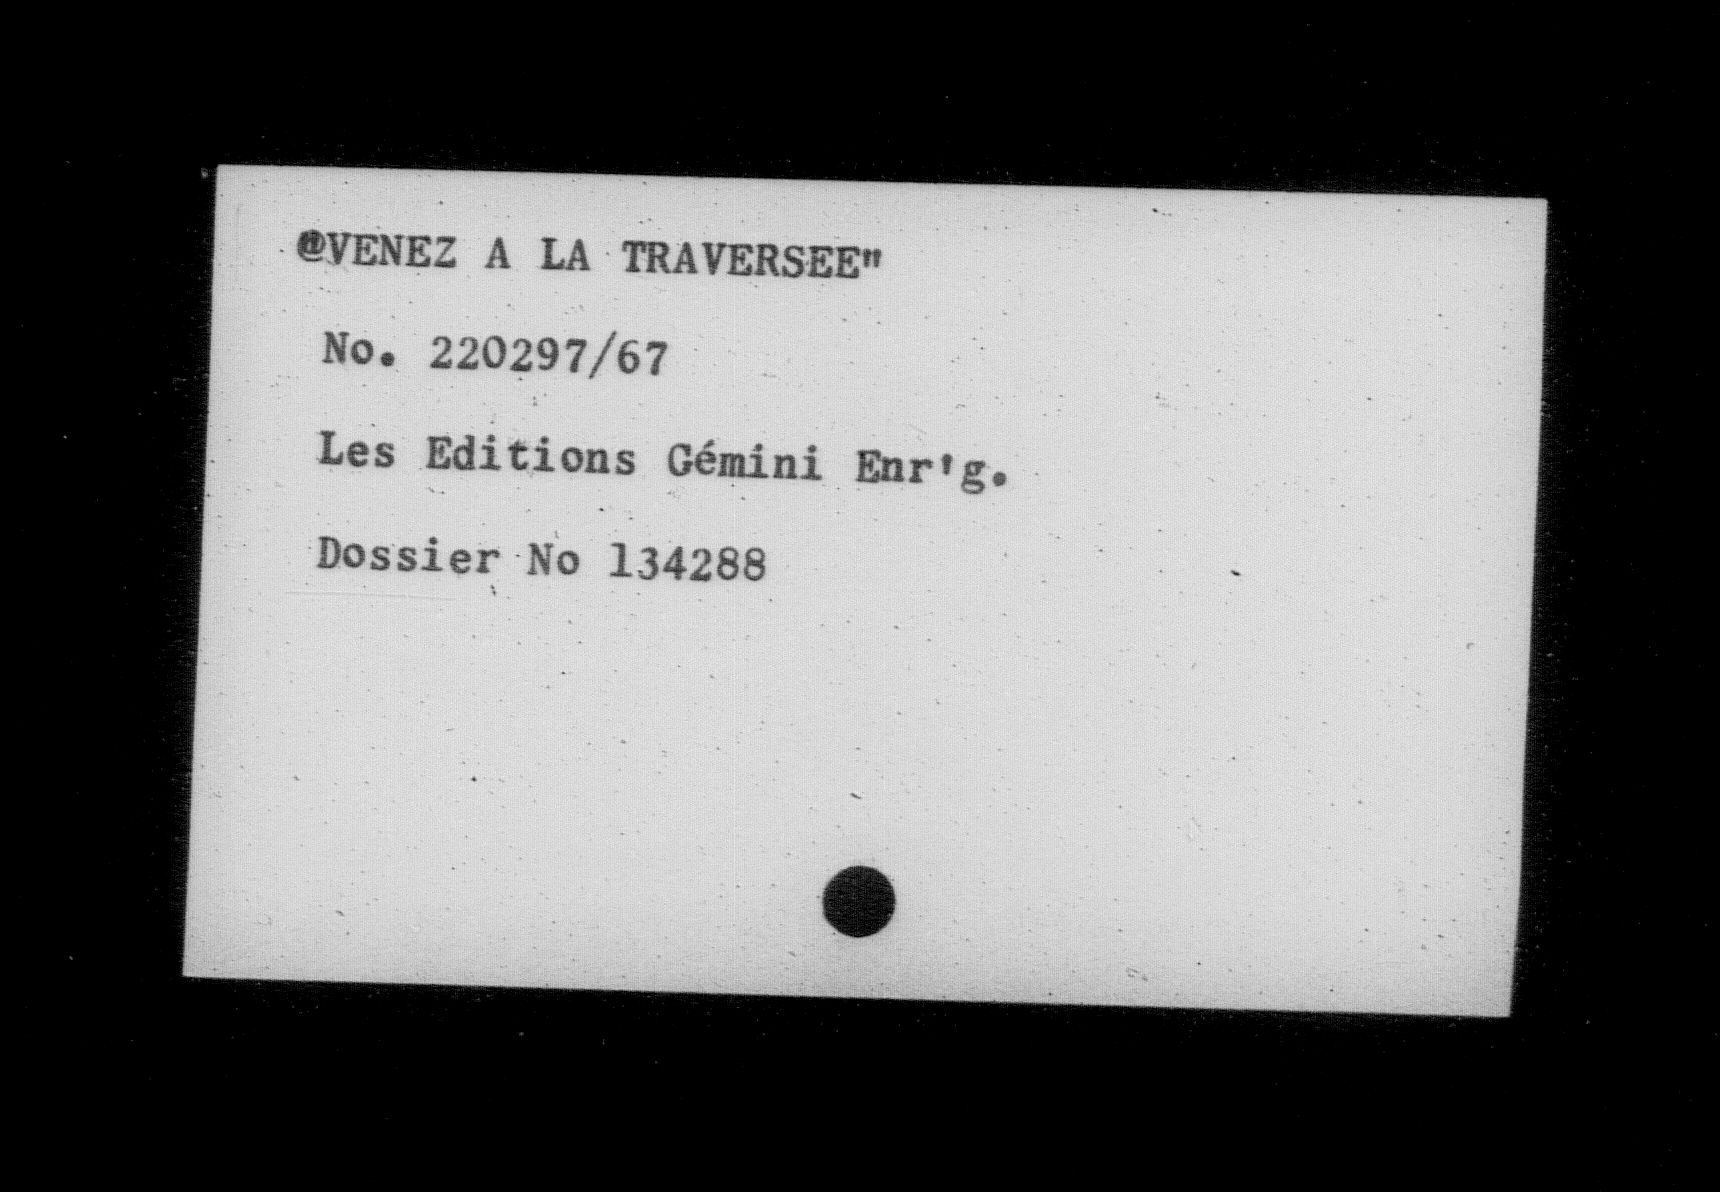 @VENEZ A LA TRAVERSEE"
No. 220297/67
Les Editions Gémini Enr'g.
Dossier No 134288